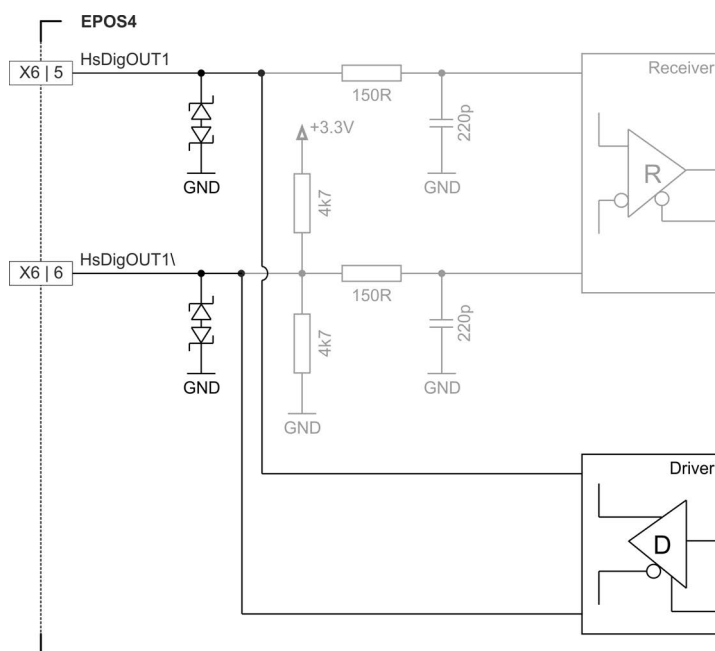 EPOS4
HsDigOUT1
X6 | 5
Receiver
150R
220p
+3.3V
GND
GND
4k7
R
HsDigOUT1\
X6 | 6
150R
220p
4k7
GND
GND
GND
Driver
D